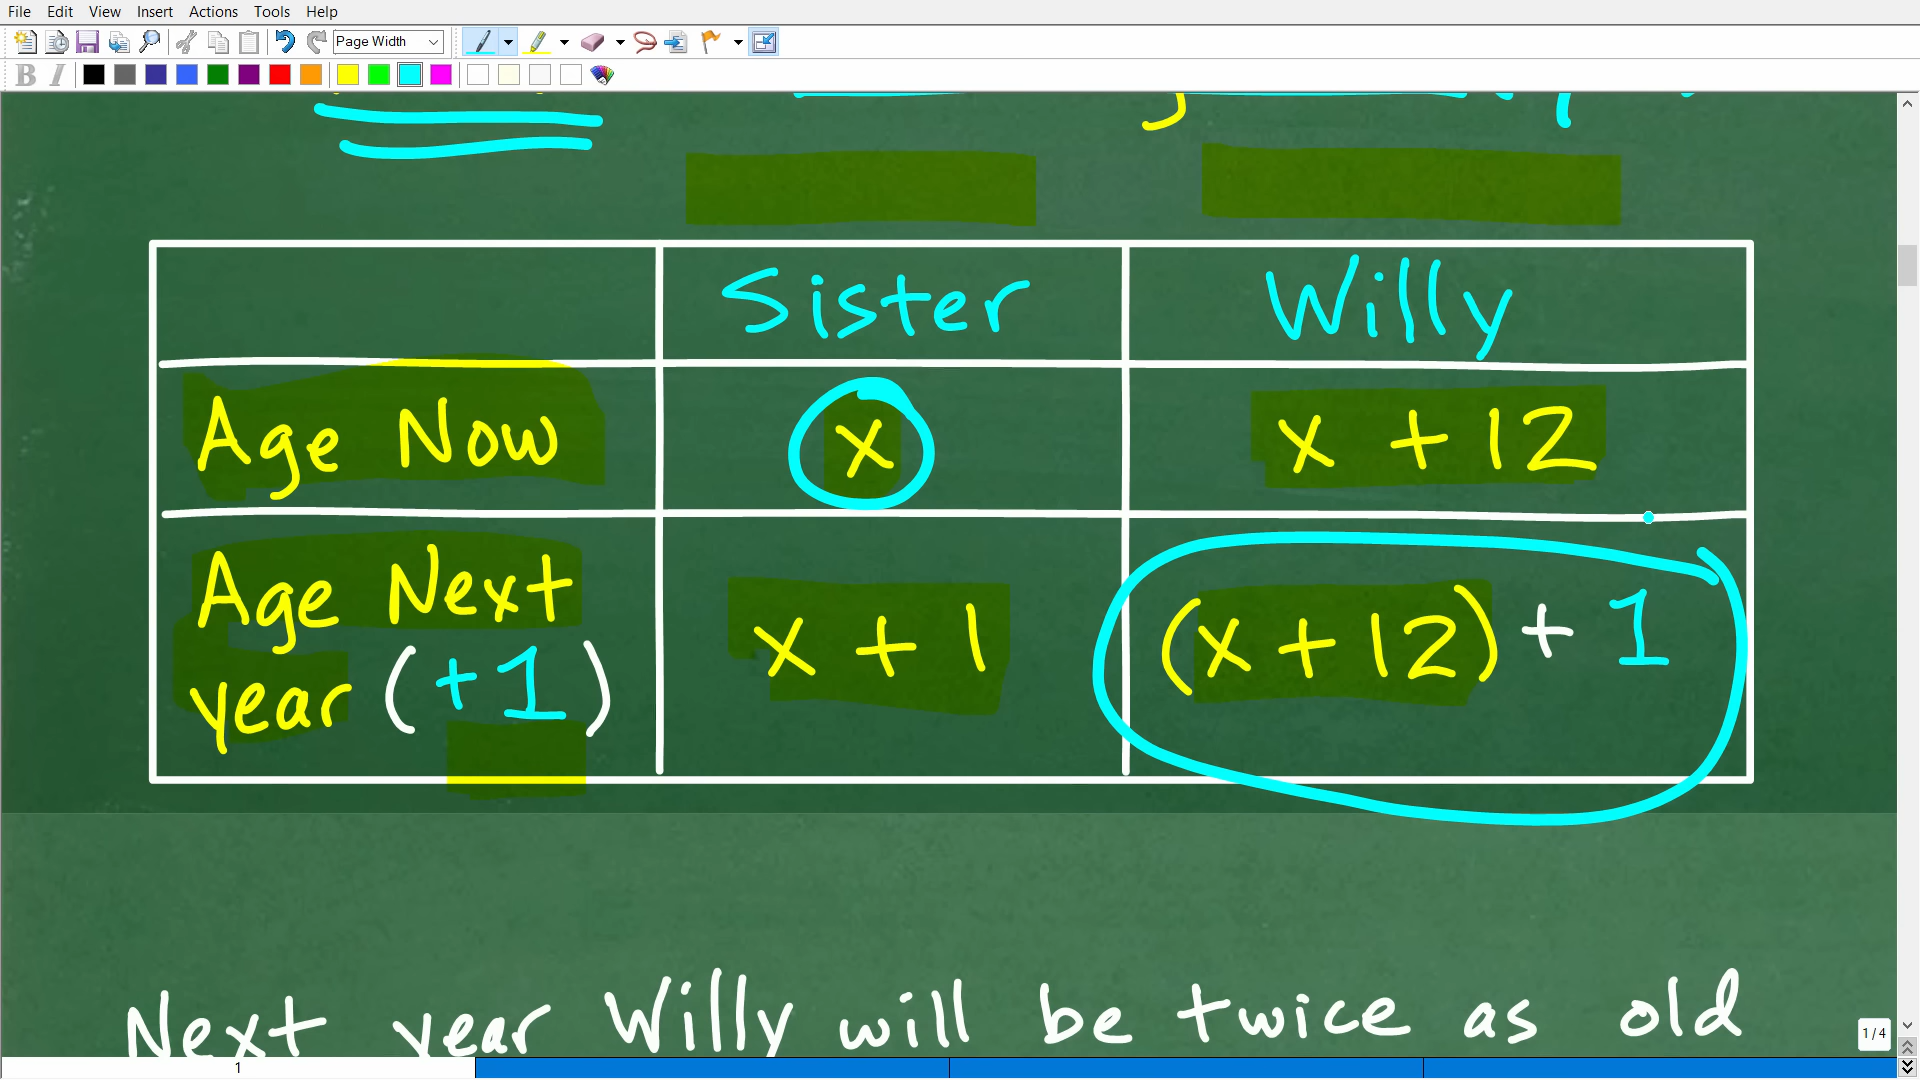 File Edit View Insert Actions Tools Help
Page Width
B I
Sister Willy
Age Now x x + 12
Age Next year (+1) x + 1 (x + 12) + 1
Next year Willy will be twice as old
1 / 4
1